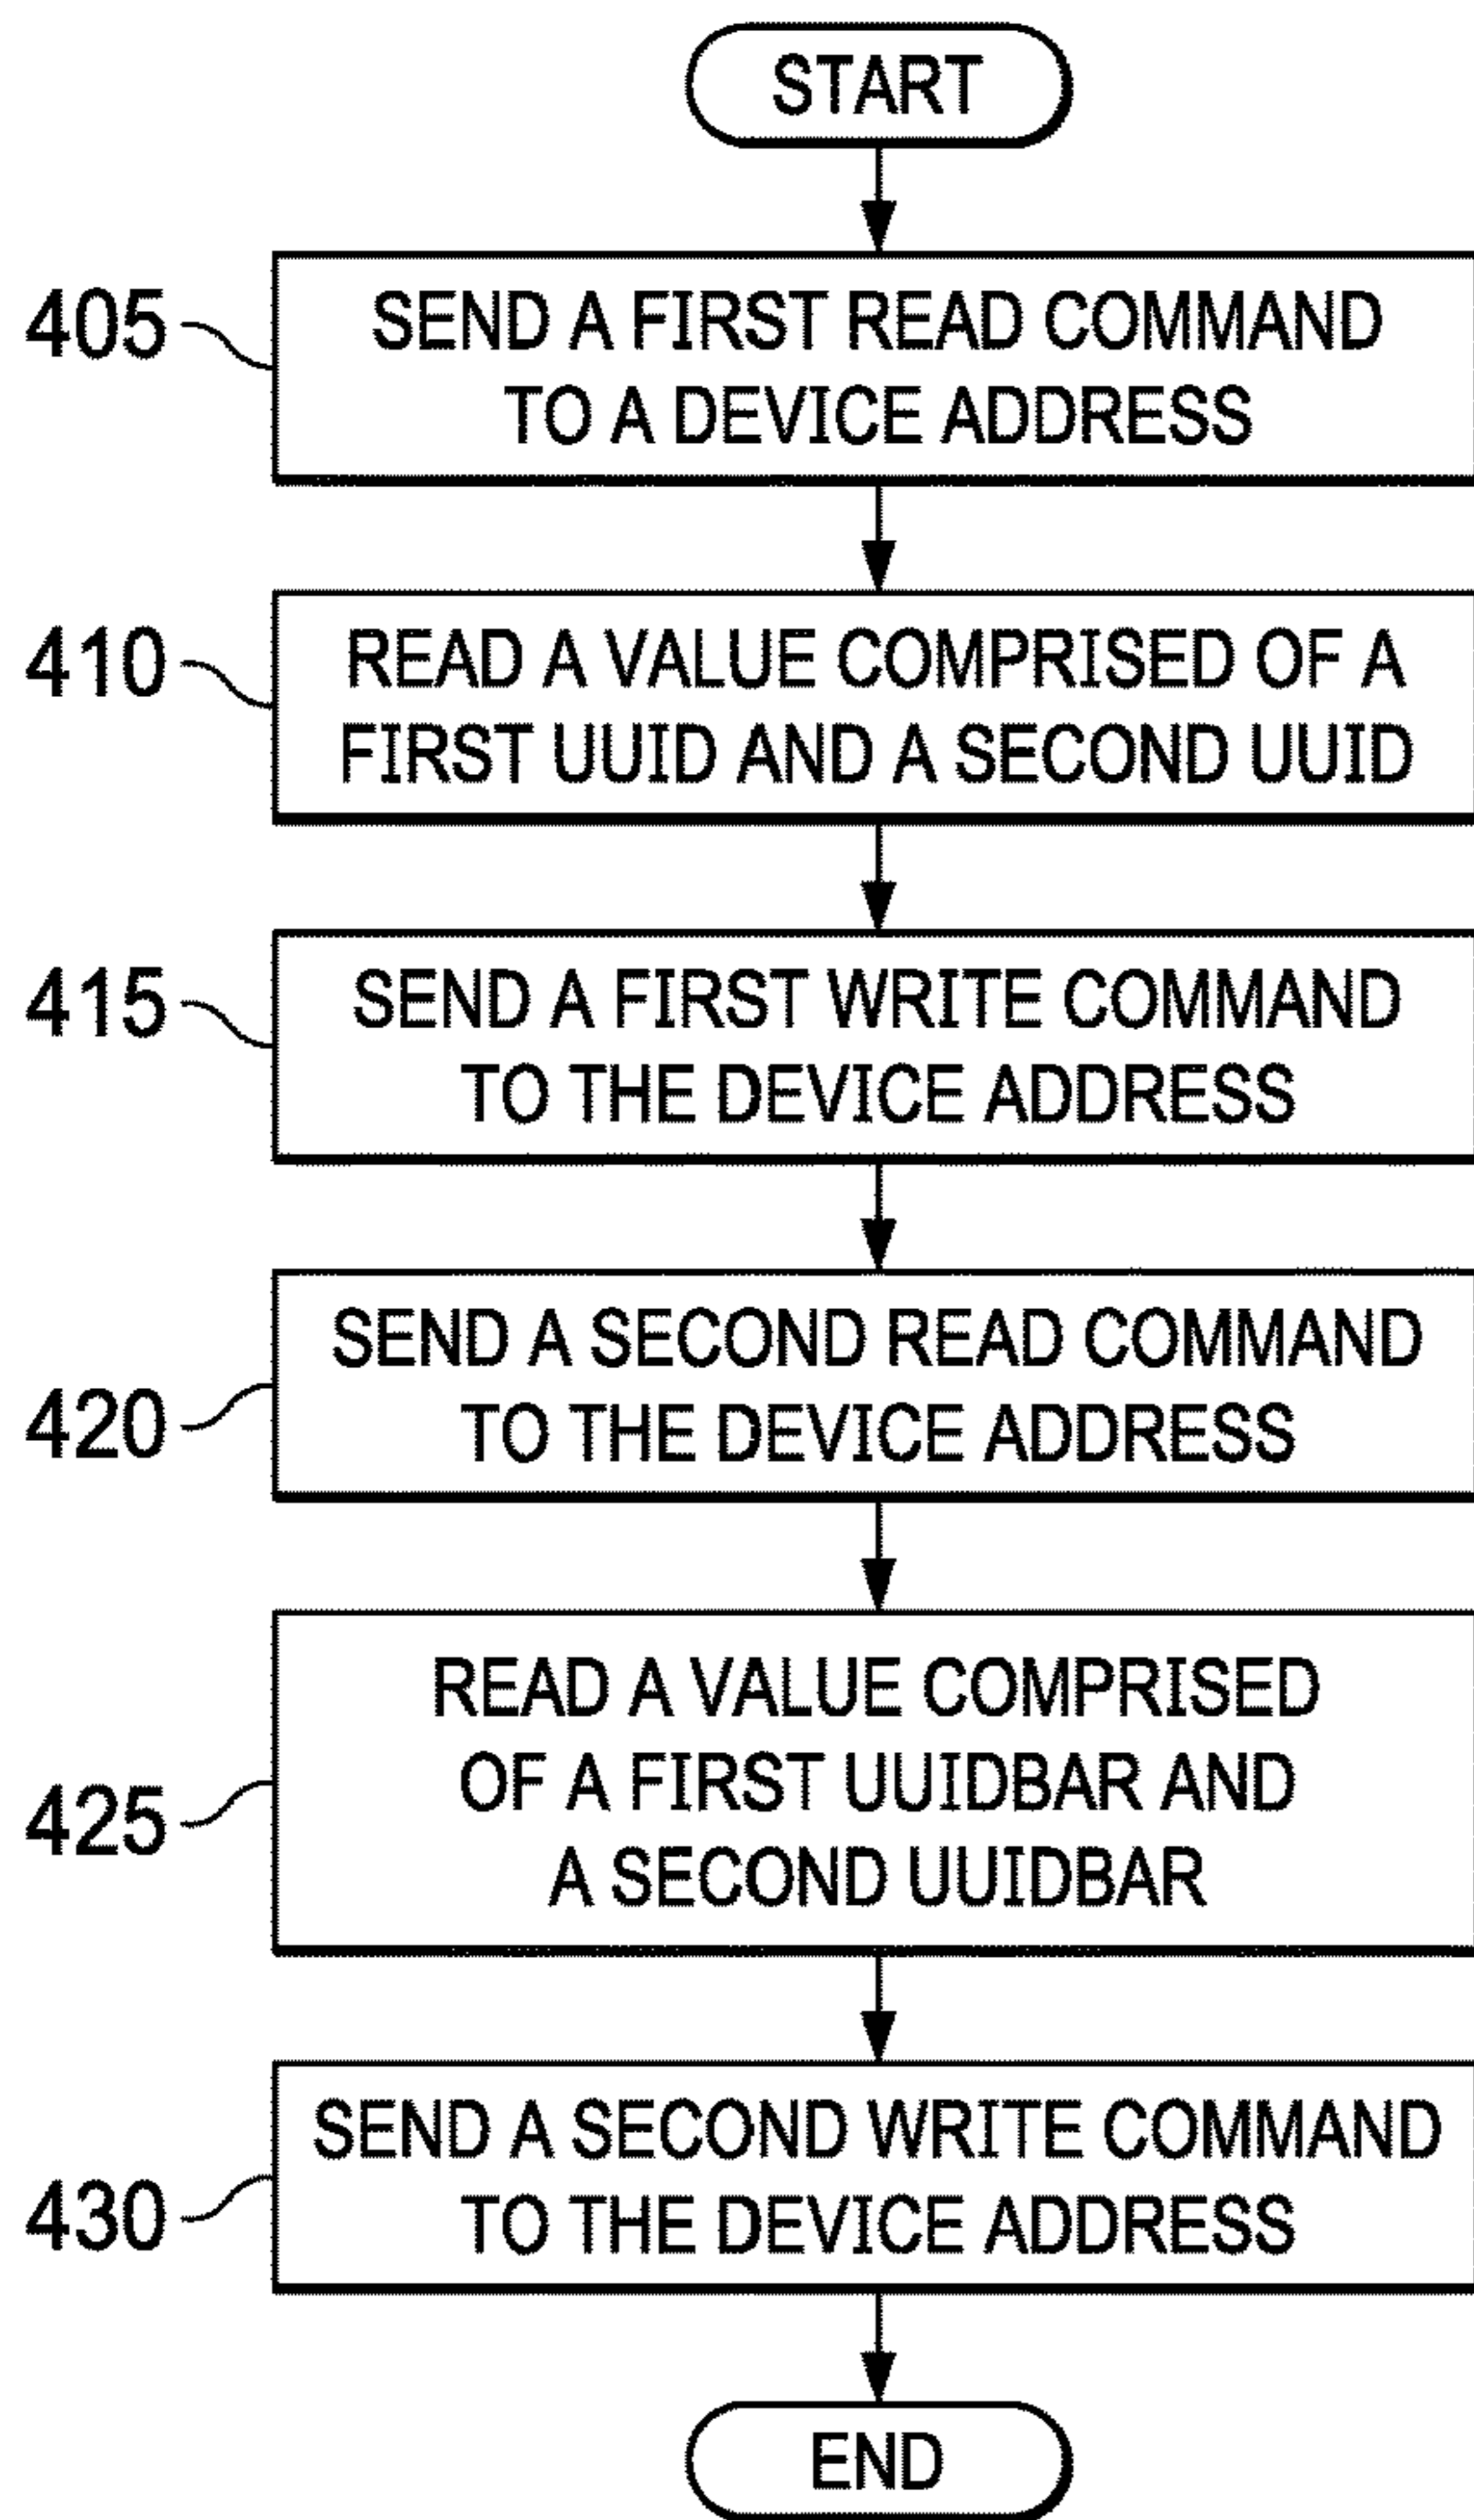 START
405
SEND A FIRST READ COMMAND
TO A DEVICE ADDRESS
410
READ A VALUE COMPRISED OF A
FIRST UUID AND A SECOND UUID
415
SEND A FIRST WRITE COMMAND
TO THE DEVICE ADDRESS
420
SEND A SECOND READ COMMAND
TO THE DEVICE ADDRESS
425
READ A VALUE COMPRISED
OF A FIRST UUIDBAR AND
A SECOND UUIDBAR
430
SEND A SECOND WRITE COMMAND
TO THE DEVICE ADDRESS
END